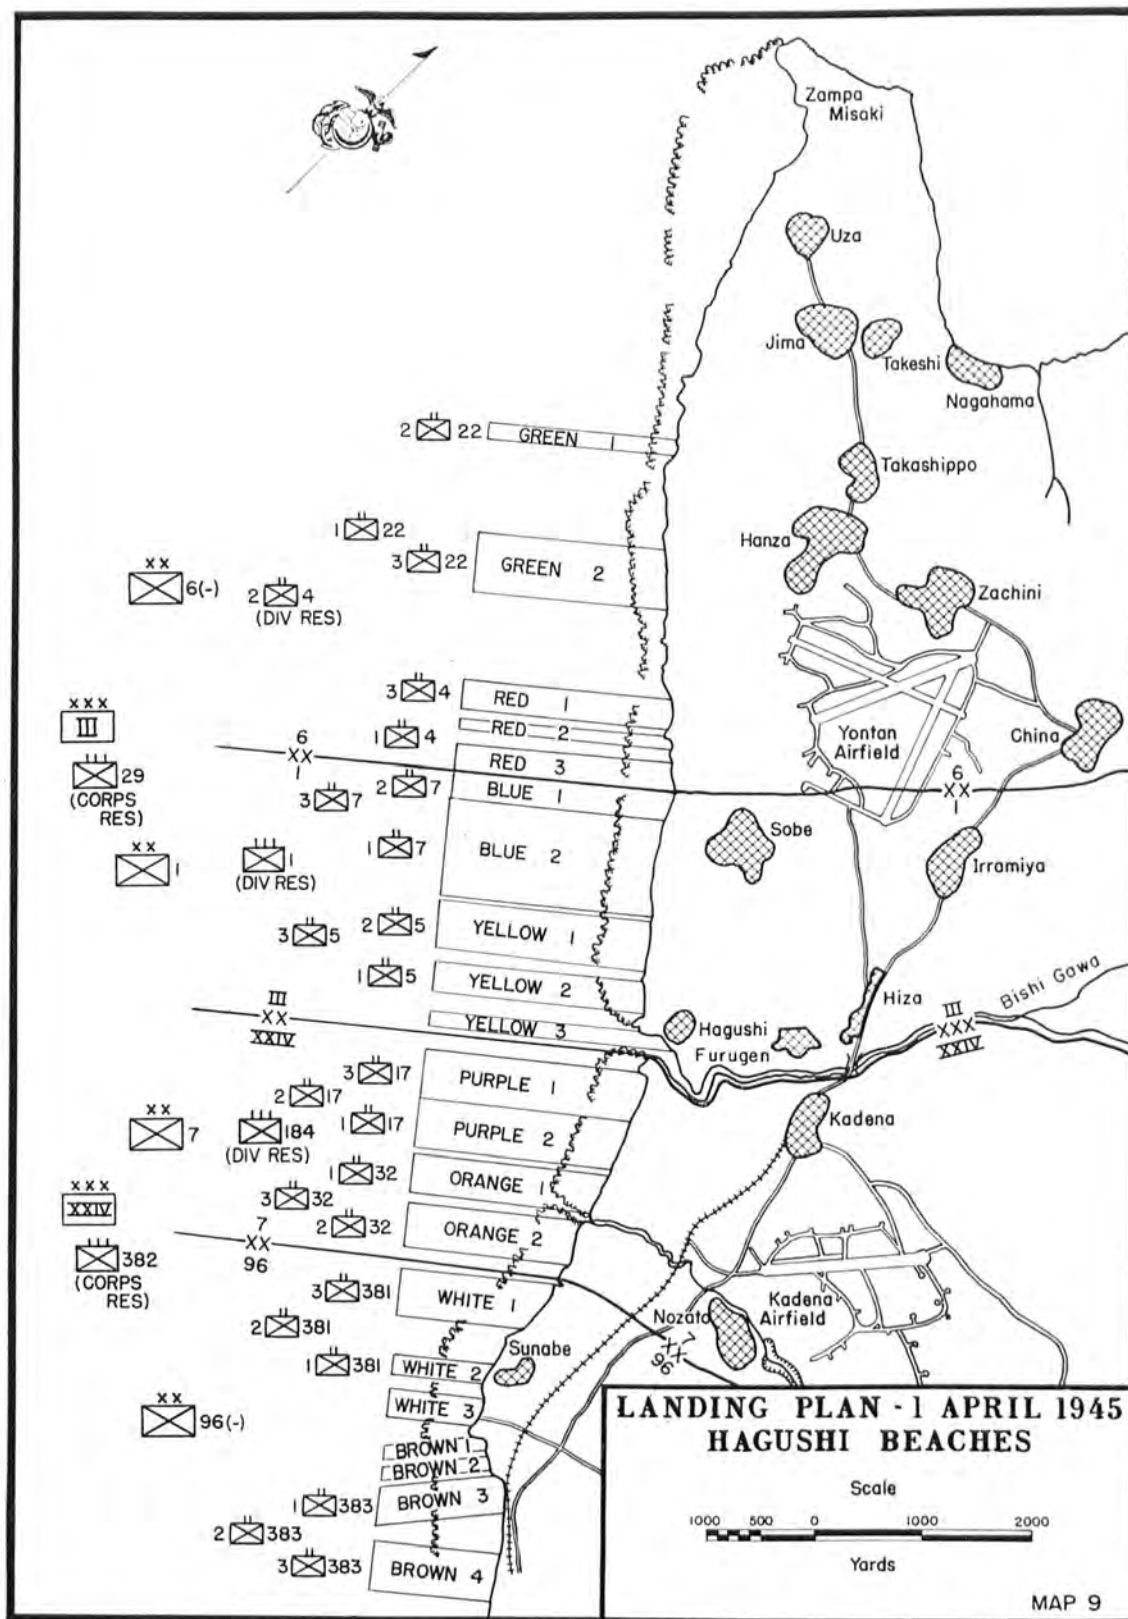 Zampa
Misaki
Uza
Jima
Takeshi
Nagahama
2 22 GREEN 1
Takashippo
1 22
Hanza
3 22 GREEN 2
XX
6(-)
2 4
(DIV RES)
Zachini
3 4 RED 1
XXX
III
1 4 RED 2
6
XX
1
Yontan
Airfield
China
RED 3
29
(CORPS
RES)
3 7
2 7 BLUE 1
6
XX
1
Sobe
1 7 BLUE 2
XX
1
1
(DIV RES)
Irramiya
3 5
2 5 YELLOW 1
1 5 YELLOW 2
Hiza
Bishi Gawa
III
XX
XXIV
YELLOW 3
Hagushi
Furugen
III
XXX
XXIV
3 17 PURPLE 1
2 17
1 17 PURPLE 2
XX
7
184
(DIV RES)
Kadena
1 32 ORANGE 1
XXX
XXIV
3 32
2 32 ORANGE 2
7
XX
96
382
(CORPS
RES)
3 381 WHITE 1
Nozato
Kadena
Airfield
2 381
Sunabe
7
XX
96
1 381 WHITE 2
XX
96(-)
WHITE 3
BROWN 1
BROWN 2
1 383 BROWN 3
2 383
3 383 BROWN 4
LANDING PLAN - 1 APRIL 1945
HAGUSHI BEACHES
Scale
1000 500 0 1000 2000
Yards
MAP 9